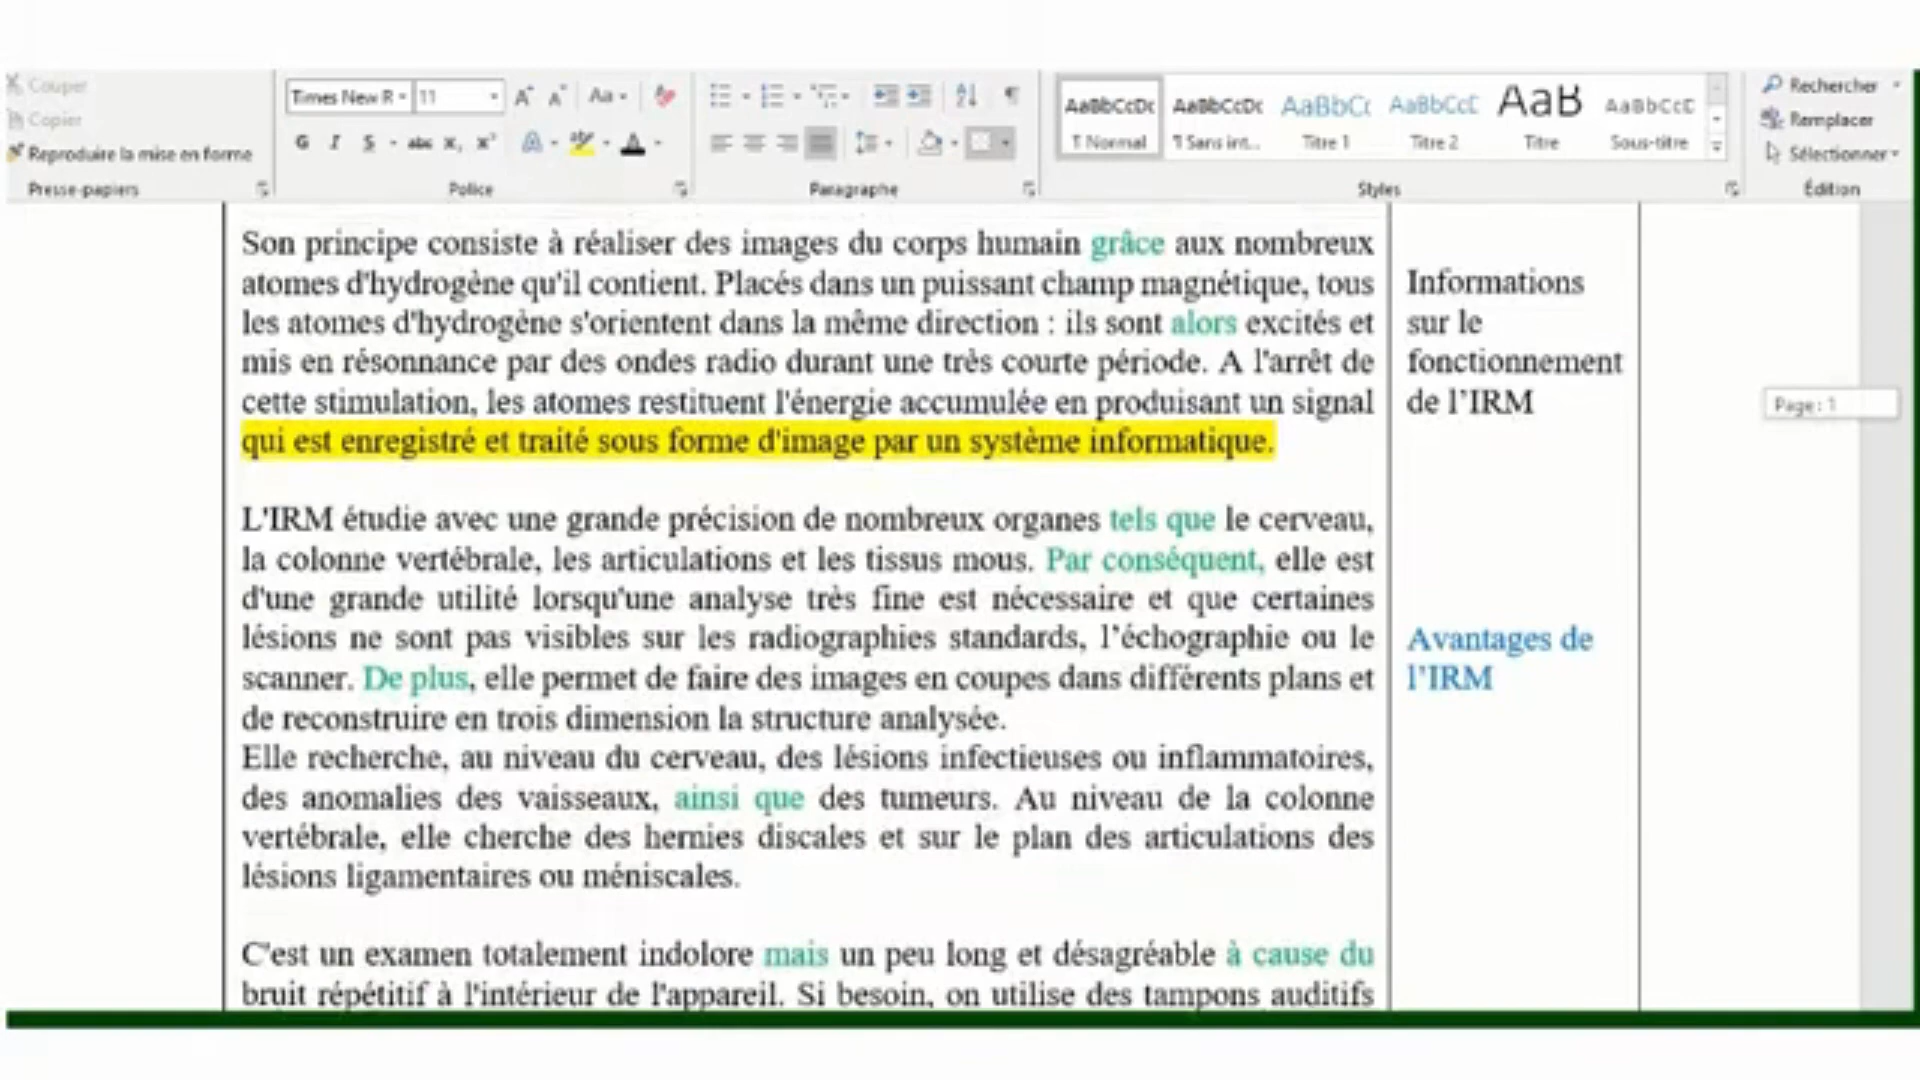 Couper
Copier
Reproduire la mise en forme
Presse-papiers
Times New R 11
Aa
G I S abc x, x² A
Police
Paragraphe
AaBbCcDc AaBbCcDc AaBbCc AaBbCcC AaB AaBbCcC
¶ Normal ¶ Sans int... Titre 1 Titre 2 Titre Sous-titre
Styles
Rechercher
Remplacer
Sélectionner
Édition
Son principe consiste à réaliser des images du corps humain grâce aux nombreux
atomes d'hydrogène qu'il contient. Placés dans un puissant champ magnétique, tous
les atomes d'hydrogène s'orientent dans la même direction : ils sont alors excités et
mis en résonnance par des ondes radio durant une très courte période. A l'arrêt de
cette stimulation, les atomes restituent l'énergie accumulée en produisant un signal
qui est enregistré et traité sous forme d'image par un système informatique.
Informations
sur le
fonctionnement
de l’IRM
Page : 1
L'IRM étudie avec une grande précision de nombreux organes tels que le cerveau,
la colonne vertébrale, les articulations et les tissus mous. Par conséquent, elle est
d'une grande utilité lorsqu'une analyse très fine est nécessaire et que certaines
lésions ne sont pas visibles sur les radiographies standards, l’échographie ou le
scanner. De plus, elle permet de faire des images en coupes dans différents plans et
de reconstruire en trois dimension la structure analysée.
Elle recherche, au niveau du cerveau, des lésions infectieuses ou inflammatoires,
des anomalies des vaisseaux, ainsi que des tumeurs. Au niveau de la colonne
vertébrale, elle cherche des hernies discales et sur le plan des articulations des
lésions ligamentaires ou méniscales.
Avantages de
l’IRM
C'est un examen totalement indolore mais un peu long et désagréable à cause du
bruit répétitif à l'intérieur de l'appareil. Si besoin, on utilise des tampons auditifs